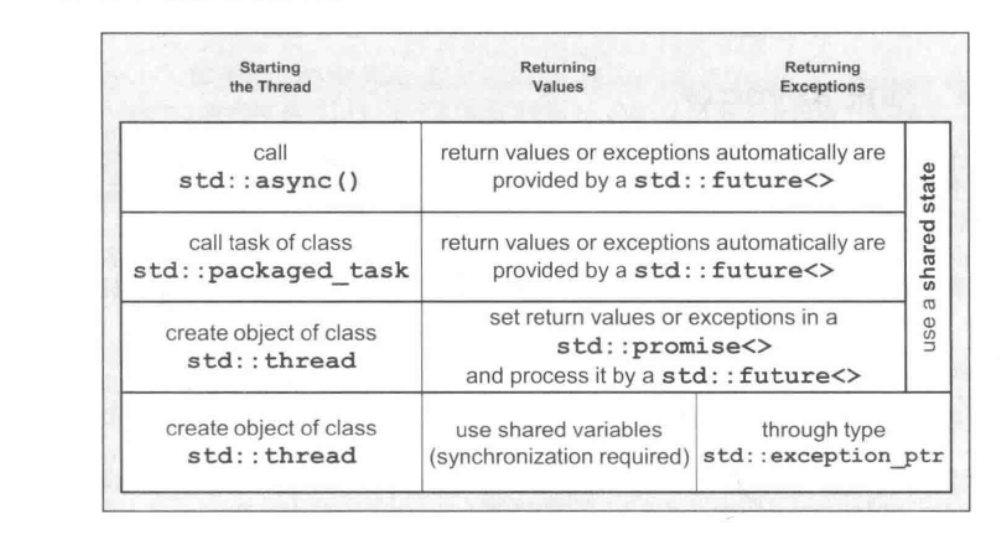 Starting
the Thread
Returning
Values
Returning
Exceptions
call
std::async()
return values or exceptions automatically are
provided by a std::future<>
call task of class
std::packaged_task
return values or exceptions automatically are
provided by a std::future<>
create object of class
std::thread
set return values or exceptions in a
std::promise<>
and process it by a std::future<>
use a shared state
create object of class
std::thread
use shared variables
(synchronization required)
through type
std::exception_ptr